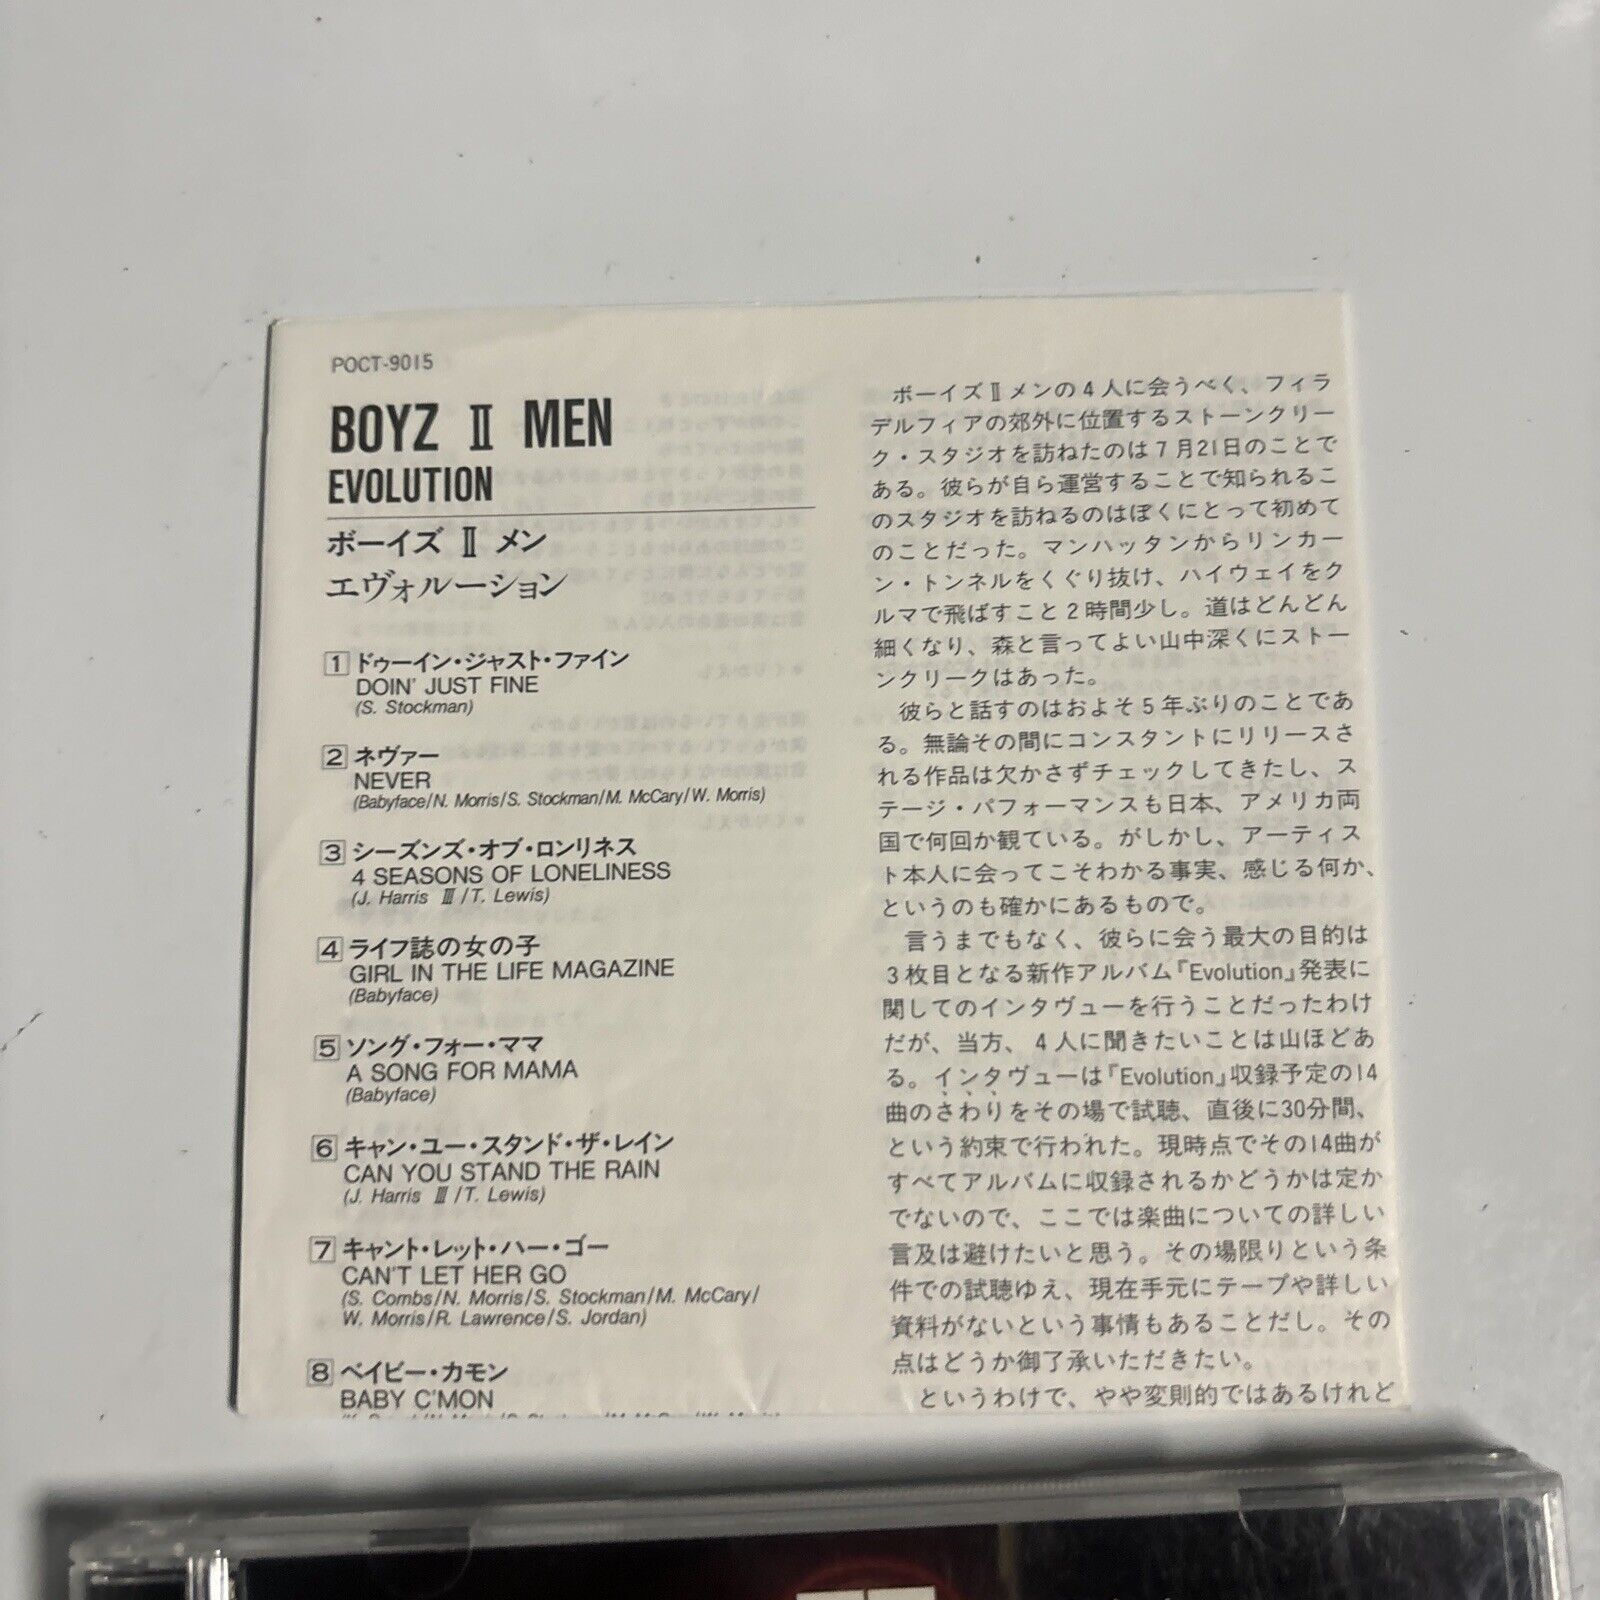 POCT-9015
BOYZ Ⅱ MEN
EVOLUTION
ボーイズ Ⅱ メン
エヴォルーション
1 ドゥーイン・ジャスト・ファイン
DOIN' JUST FINE
(S. Stockman)
2 ネヴァー
NEVER
(Babyface/N. Morris/S. Stockman/M. McCary/W. Morris)
3 シーズンズ・オブ・ロンリネス
4 SEASONS OF LONELINESS
(J. Harris Ⅲ/T. Lewis)
4 ライフ誌の女の子
GIRL IN THE LIFE MAGAZINE
(Babyface)
5 ソング・フォー・ママ
A SONG FOR MAMA
(Babyface)
6 キャン・ユー・スタンド・ザ・レイン
CAN YOU STAND THE RAIN
(J. Harris Ⅲ/T. Lewis)
7 キャント・レット・ハー・ゴー
CAN'T LET HER GO
(S. Combs/N. Morris/S. Stockman/M. McCary/
W. Morris/R. Lawrence/S. Jordan)
8 ベイビー・カモン
BABY C'MON
ボーイズⅡメンの4人に会うべく、フィラ
デルフィアの郊外に位置するストーンクリー
ク・スタジオを訪ねたのは7月21日のことで
ある。彼らが自ら運営することで知られるこ
のスタジオを訪ねるのはぼくにとって初めて
のことだった。マンハッタンからリンカー
ン・トンネルをくぐり抜け、ハイウェイをク
ルマで飛ばすこと2時間少し。道はどんどん
細くなり、森と言ってよい山中深くにストー
ンクリークはあった。
彼らと話すのはおよそ5年ぶりのことであ
る。無論その間にコンスタントにリリースさ
れる作品は欠かさずチェックしてきたし、ス
テージ・パフォーマンスも日本、アメリカ両
国で何回か観ている。がしかし、アーティス
ト本人に会ってこそわかる事実、感じる何か、
というのも確かにあるもので。
言うまでもなく、彼らに会う最大の目的は
3枚目となる新作アルバム『Evolution』発表に
関してのインタヴューを行うことだったわけ
だが、当方、4人に聞きたいことは山ほどあ
る。インタヴューは『Evolution』収録予定の14
曲のさわりをその場で試聴、直後に30分間、
という約束で行われた。現時点でその14曲が
すべてアルバムに収録されるかどうかは定か
でないので、ここでは楽曲についての詳しい
言及は避けたいと思う。その場限りという条
件での試聴ゆえ、現在手元にテープや詳しい
資料がないという事情もあることだし。その
点はどうか御了承いただきたい。
というわけで、やや変則的ではあるけれど